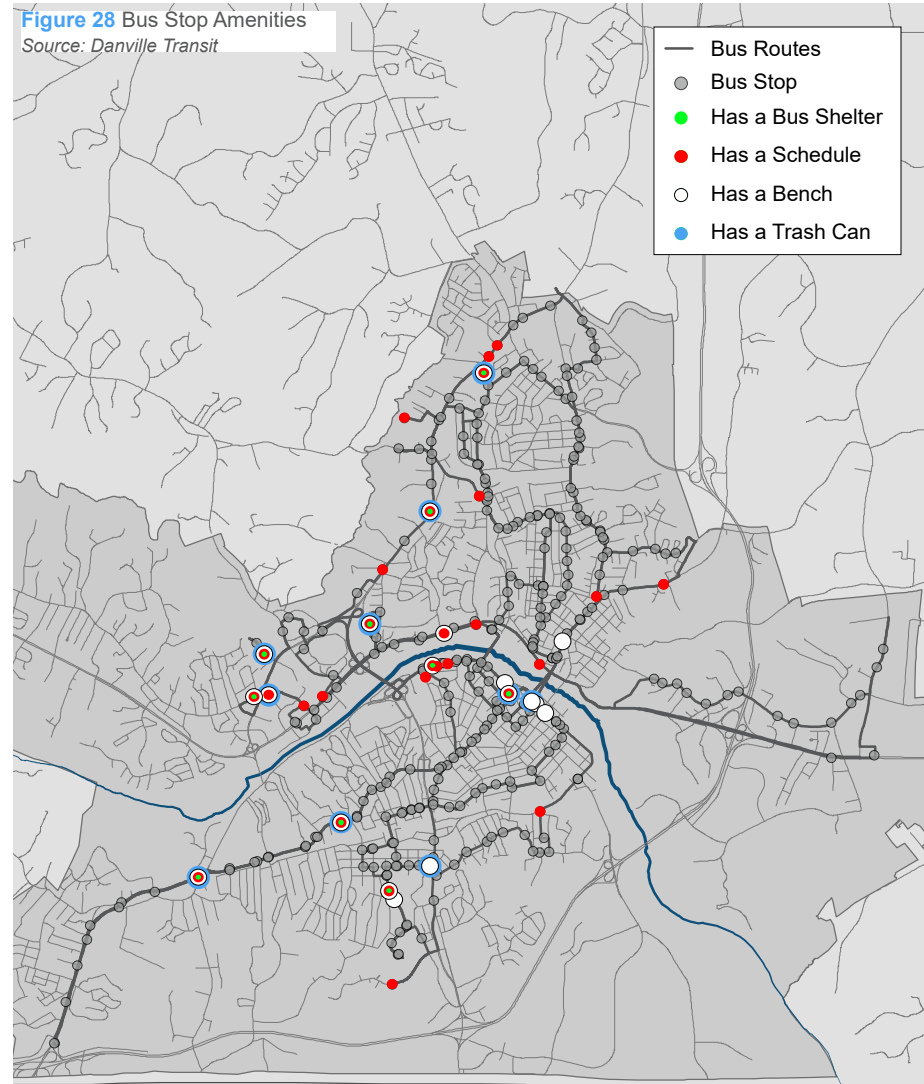 Figure 28 Bus Stop Amenities
Source: Danville Transit
Bus Routes
Bus Stop
Has a Bus Shelter
Has a Schedule
Has a Bench
Has a Trash Can